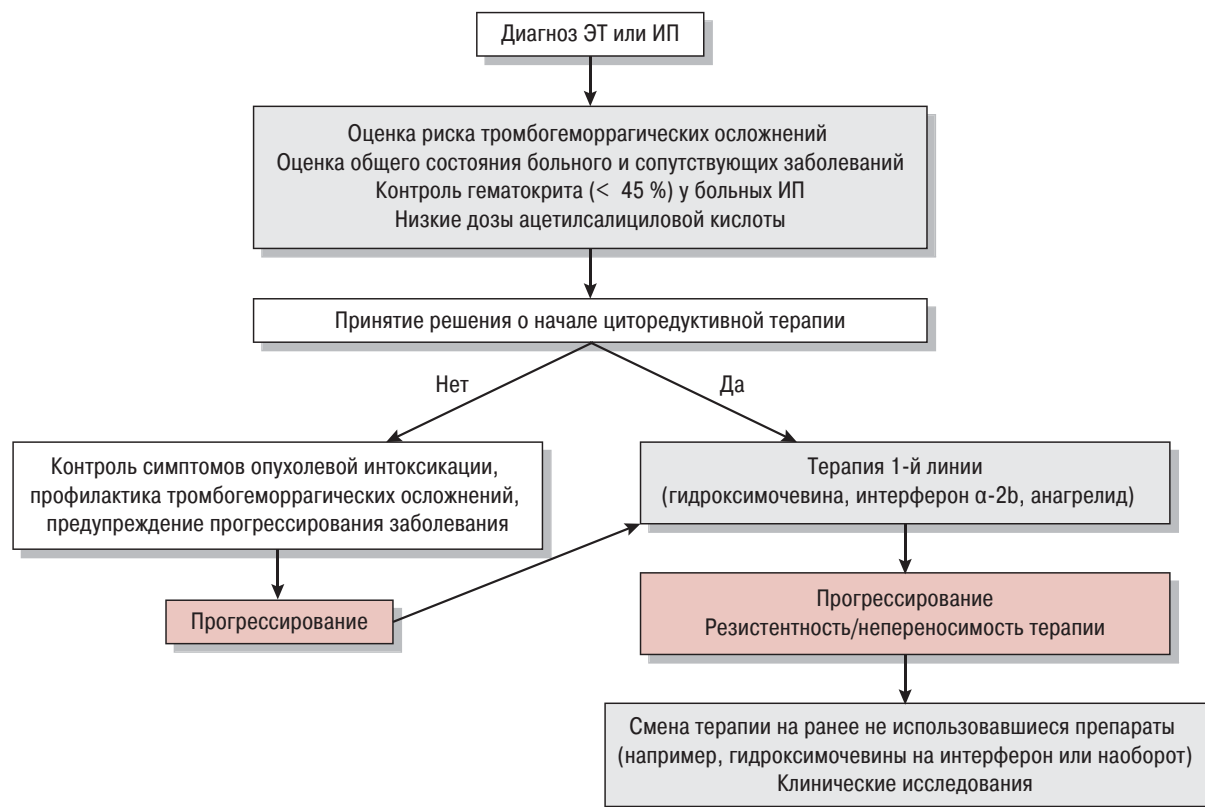 Диагноз ЭТ или ИП
Оценка риска тромбогеморрагических осложнений
Оценка общего состояния больного и сопутствующих заболеваний
Контроль гематокрита (< 45 %) у больных ИП
Низкие дозы ацетилсалициловой кислоты
Принятие решения о начале циторедуктивной терапии
Нет
Да
Контроль симптомов опухолевой интоксикации,
профилактика тромбогеморрагических осложнений,
предупреждение прогрессирования заболевания
Терапия 1-й линии
(гидроксимочевина, интерферон α-2b, анагрелид)
Прогрессирование
Прогрессирование
Резистентность/непереносимость терапии
Смена терапии на ранее не использовавшиеся препараты
(например, гидроксимочевины на интерферон или наоборот)
Клинические исследования